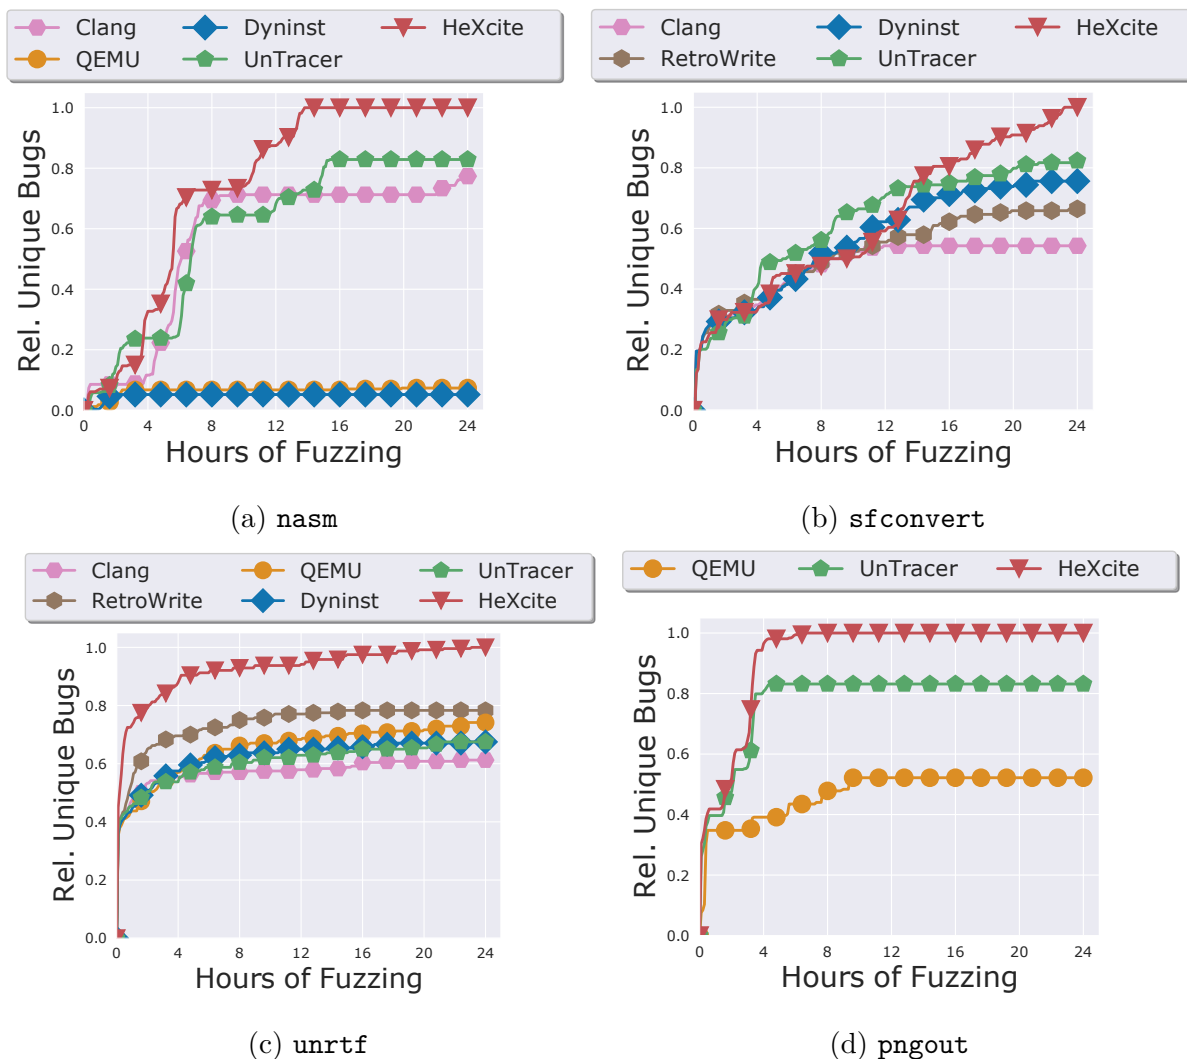 Clang Dyninst HeXcite
QEMU UnTracer
Rel. Unique Bugs
1.0
0.8
0.6
0.4
0.2
0.0
0 4 8 12 16 20 24
Hours of Fuzzing
(a) nasm
Clang Dyninst HeXcite
RetroWrite UnTracer
Rel. Unique Bugs
1.0
0.8
0.6
0.4
0.2
0.0
0 4 8 12 16 20 24
Hours of Fuzzing
(b) sfconvert
Clang QEMU UnTracer
RetroWrite Dyninst HeXcite
Rel. Unique Bugs
1.0
0.8
0.6
0.4
0.2
0.0
0 4 8 12 16 20 24
Hours of Fuzzing
(c) unrtf
QEMU UnTracer HeXcite
Rel. Unique Bugs
1.0
0.8
0.6
0.4
0.2
0.0
0 4 8 12 16 20 24
Hours of Fuzzing
(d) pngout